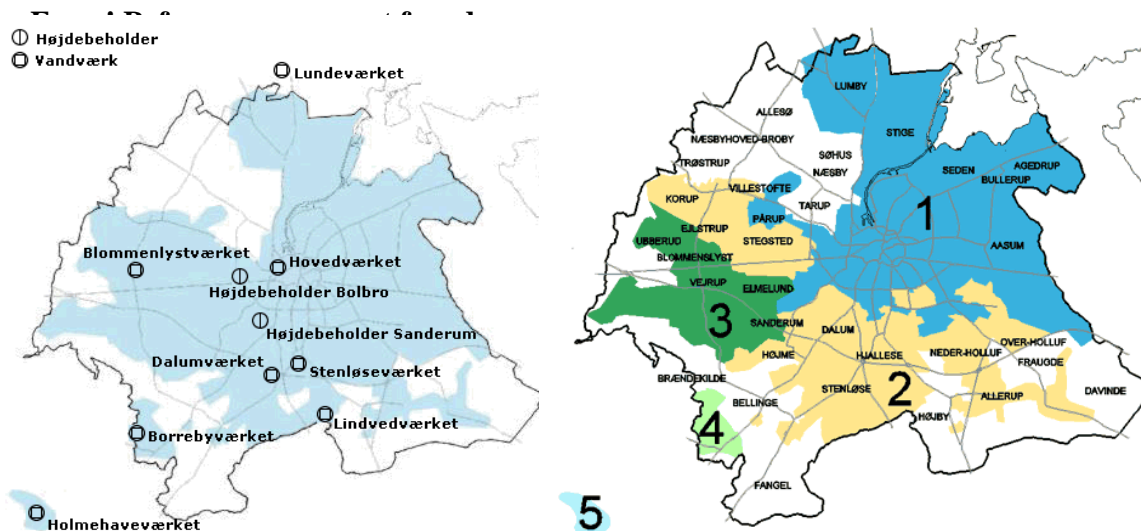 Højdebeholder
Vandværk
Lundeværket
Blommenlystværket
Hovedværket
Højdebeholder Bolbro
Højdebeholder Sanderum
Dalumværket
Stenløseværket
Lindvedværket
Borrebyværket
Holmehaveværket
LUMBY
ALLESØ
STIGE
NÆSBYHOVED-BROBY
SØHUS
NÆSBY
TRØSTRUP
SEDEN
AGEDRUP
BULLERUP
KORUP
VILLESTOFTE
TARUP
1
PÅRUP
EJLSTRUP
STEGSTED
UBBERUD
AASUM
BLOMMENSLYST
VEJRUP
ELMELUND
3
SANDERUM
DALUM
HØJME
HJALLESE
NEDER-HOLLUF
OVER-HOLLUF
FRAUGDE
BRÆNDEKILDE
STENLØSE
2
ALLERUP
DAVINDE
BELLINGE
4
HØJBY
FANGEL
5